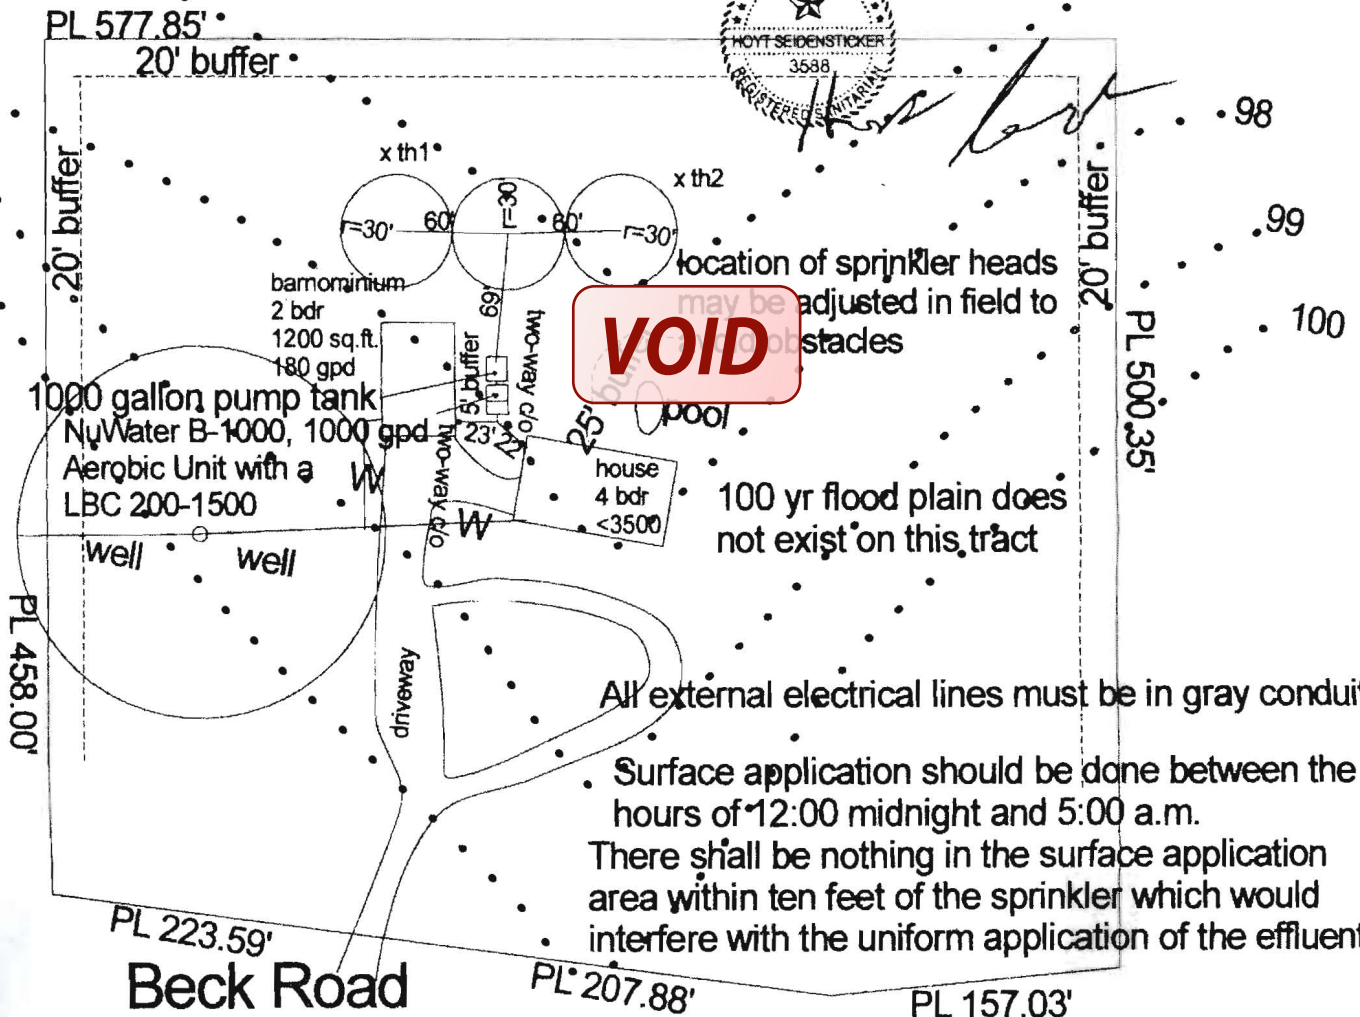 PL 577.85'
20' buffer
HOYT SEIDENSTICKER
3588
REGISTERED SANITARIAN
98
99
100
20' buffer
20' buffer
x th1
x th2
r=30'
60'
r=30'
60'
r=30'
location of sprinkler heads
may be adjusted in field to
stacles
VOID
barnominium
2 bdr
1200 sq.ft.
180 gpd
69'
two-way c/o
5' buffer
1000 gallon pump tank
NuWater B-1000, 1000 gpd
Aerobic Unit with a
LBC 200-1500
23'
two-way c/o
25'
buffer
pool
house
4 bdr
<3500
W
W
well
well
100 yr flood plain does
not exist on this tract
PL 500.35'
PL 458.00'
driveway
All external electrical lines must be in gray conduit
Surface application should be done between the
hours of 12:00 midnight and 5:00 a.m.
There shall be nothing in the surface application
area within ten feet of the sprinkler which would
interfere with the uniform application of the effluent
PL 223.59'
Beck Road
PL 207.88'
PL 157.03'